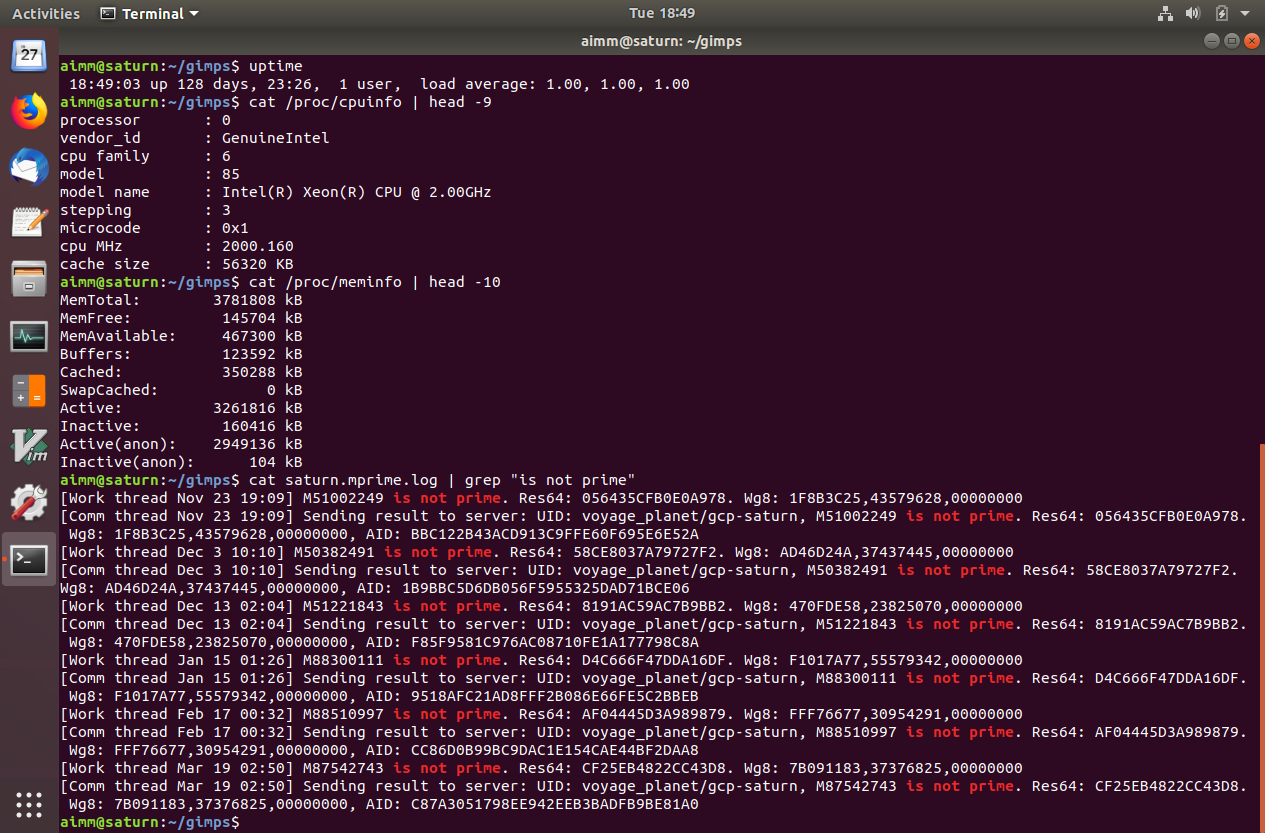 Activities Terminal Tue 18:49
aimm@saturn: ~/gimps
27
aimm@saturn:~/gimps$ uptime
 18:49:03 up 128 days, 23:26,  1 user,  load average: 1.00, 1.00, 1.00
aimm@saturn:~/gimps$ cat /proc/cpuinfo | head -9
processor       : 0
vendor_id       : GenuineIntel
cpu family      : 6
model           : 85
model name      : Intel(R) Xeon(R) CPU @ 2.00GHz
stepping        : 3
microcode       : 0x1
cpu MHz         : 2000.160
cache size      : 56320 KB
aimm@saturn:~/gimps$ cat /proc/meminfo | head -10
MemTotal:        3781808 kB
MemFree:          145704 kB
MemAvailable:     467300 kB
Buffers:          123592 kB
Cached:           350288 kB
SwapCached:            0 kB
Active:          3261816 kB
Inactive:         160416 kB
Active(anon):    2949136 kB
Inactive(anon):      104 kB
aimm@saturn:~/gimps$ cat saturn.mprime.log | grep "is not prime"
[Work thread Nov 23 19:09] M51002249 is not prime. Res64: 056435CFB0E0A978. Wg8: 1F8B3C25,43579628,00000000
[Comm thread Nov 23 19:09] Sending result to server: UID: voyage_planet/gcp-saturn, M51002249 is not prime. Res64: 056435CFB0E0A978.
 Wg8: 1F8B3C25,43579628,00000000, AID: BBC122B43ACD913C9FFE60F695E6E52A
[Work thread Dec 3 10:10] M50382491 is not prime. Res64: 58CE8037A79727F2. Wg8: AD46D24A,37437445,00000000
[Comm thread Dec 3 10:10] Sending result to server: UID: voyage_planet/gcp-saturn, M50382491 is not prime. Res64: 58CE8037A79727F2.
Wg8: AD46D24A,37437445,00000000, AID: 1B9BBC5D6DB056F5955325DAD71BCE06
[Work thread Dec 13 02:04] M51221843 is not prime. Res64: 8191AC59AC7B9BB2. Wg8: 470FDE58,23825070,00000000
[Comm thread Dec 13 02:04] Sending result to server: UID: voyage_planet/gcp-saturn, M51221843 is not prime. Res64: 8191AC59AC7B9BB2.
 Wg8: 470FDE58,23825070,00000000, AID: F85F9581C976AC08710FE1A177798C8A
[Work thread Jan 15 01:26] M88300111 is not prime. Res64: D4C666F47DDA16DF. Wg8: F1017A77,55579342,00000000
[Comm thread Jan 15 01:26] Sending result to server: UID: voyage_planet/gcp-saturn, M88300111 is not prime. Res64: D4C666F47DDA16DF.
 Wg8: F1017A77,55579342,00000000, AID: 9518AFC21AD8FFF2B086E66FE5C2BBEB
[Work thread Feb 17 00:32] M88510997 is not prime. Res64: AF04445D3A989879. Wg8: FFF76677,30954291,00000000
[Comm thread Feb 17 00:32] Sending result to server: UID: voyage_planet/gcp-saturn, M88510997 is not prime. Res64: AF04445D3A989879.
 Wg8: FFF76677,30954291,00000000, AID: CC86D0B99BC9DAC1E154CAE44BF2DAA8
[Work thread Mar 19 02:50] M87542743 is not prime. Res64: CF25EB4822CC43D8. Wg8: 7B091183,37376825,00000000
[Comm thread Mar 19 02:50] Sending result to server: UID: voyage_planet/gcp-saturn, M87542743 is not prime. Res64: CF25EB4822CC43D8.
 Wg8: 7B091183,37376825,00000000, AID: C87A3051798EE942EEB3BADFB9BE81A0
aimm@saturn:~/gimps$
Vim